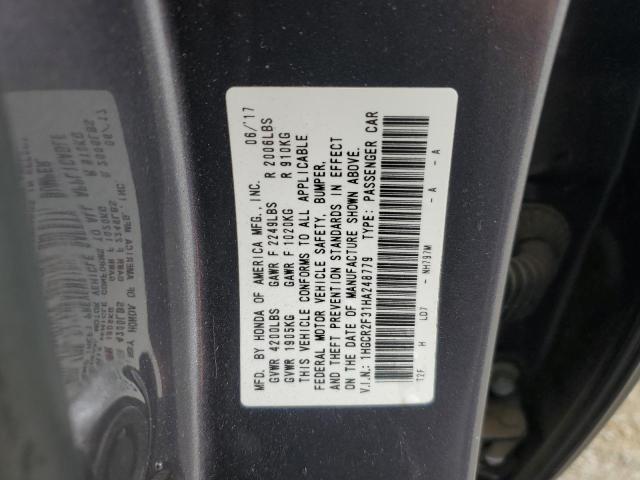 MFD. BY HONDA OF AMERICA MFG., INC. 06/17
GVWR 4200LBS GAWR F 2249LBS R 2006LBS
GVWR 1905KG GAWR F 1020KG R 910KG
THIS VEHICLE CONFORMS TO ALL APPLICABLE
FEDERAL MOTOR VEHICLE SAFETY, BUMPER,
AND THEFT PREVENTION STANDARDS IN EFFECT
ON THE DATE OF MANUFACTURE SHOWN ABOVE.
V.I.N.: 1HGCR2F31HA248779 TYPE: PASSENGER CAR
T2F H LD7 - NH797M - A - A